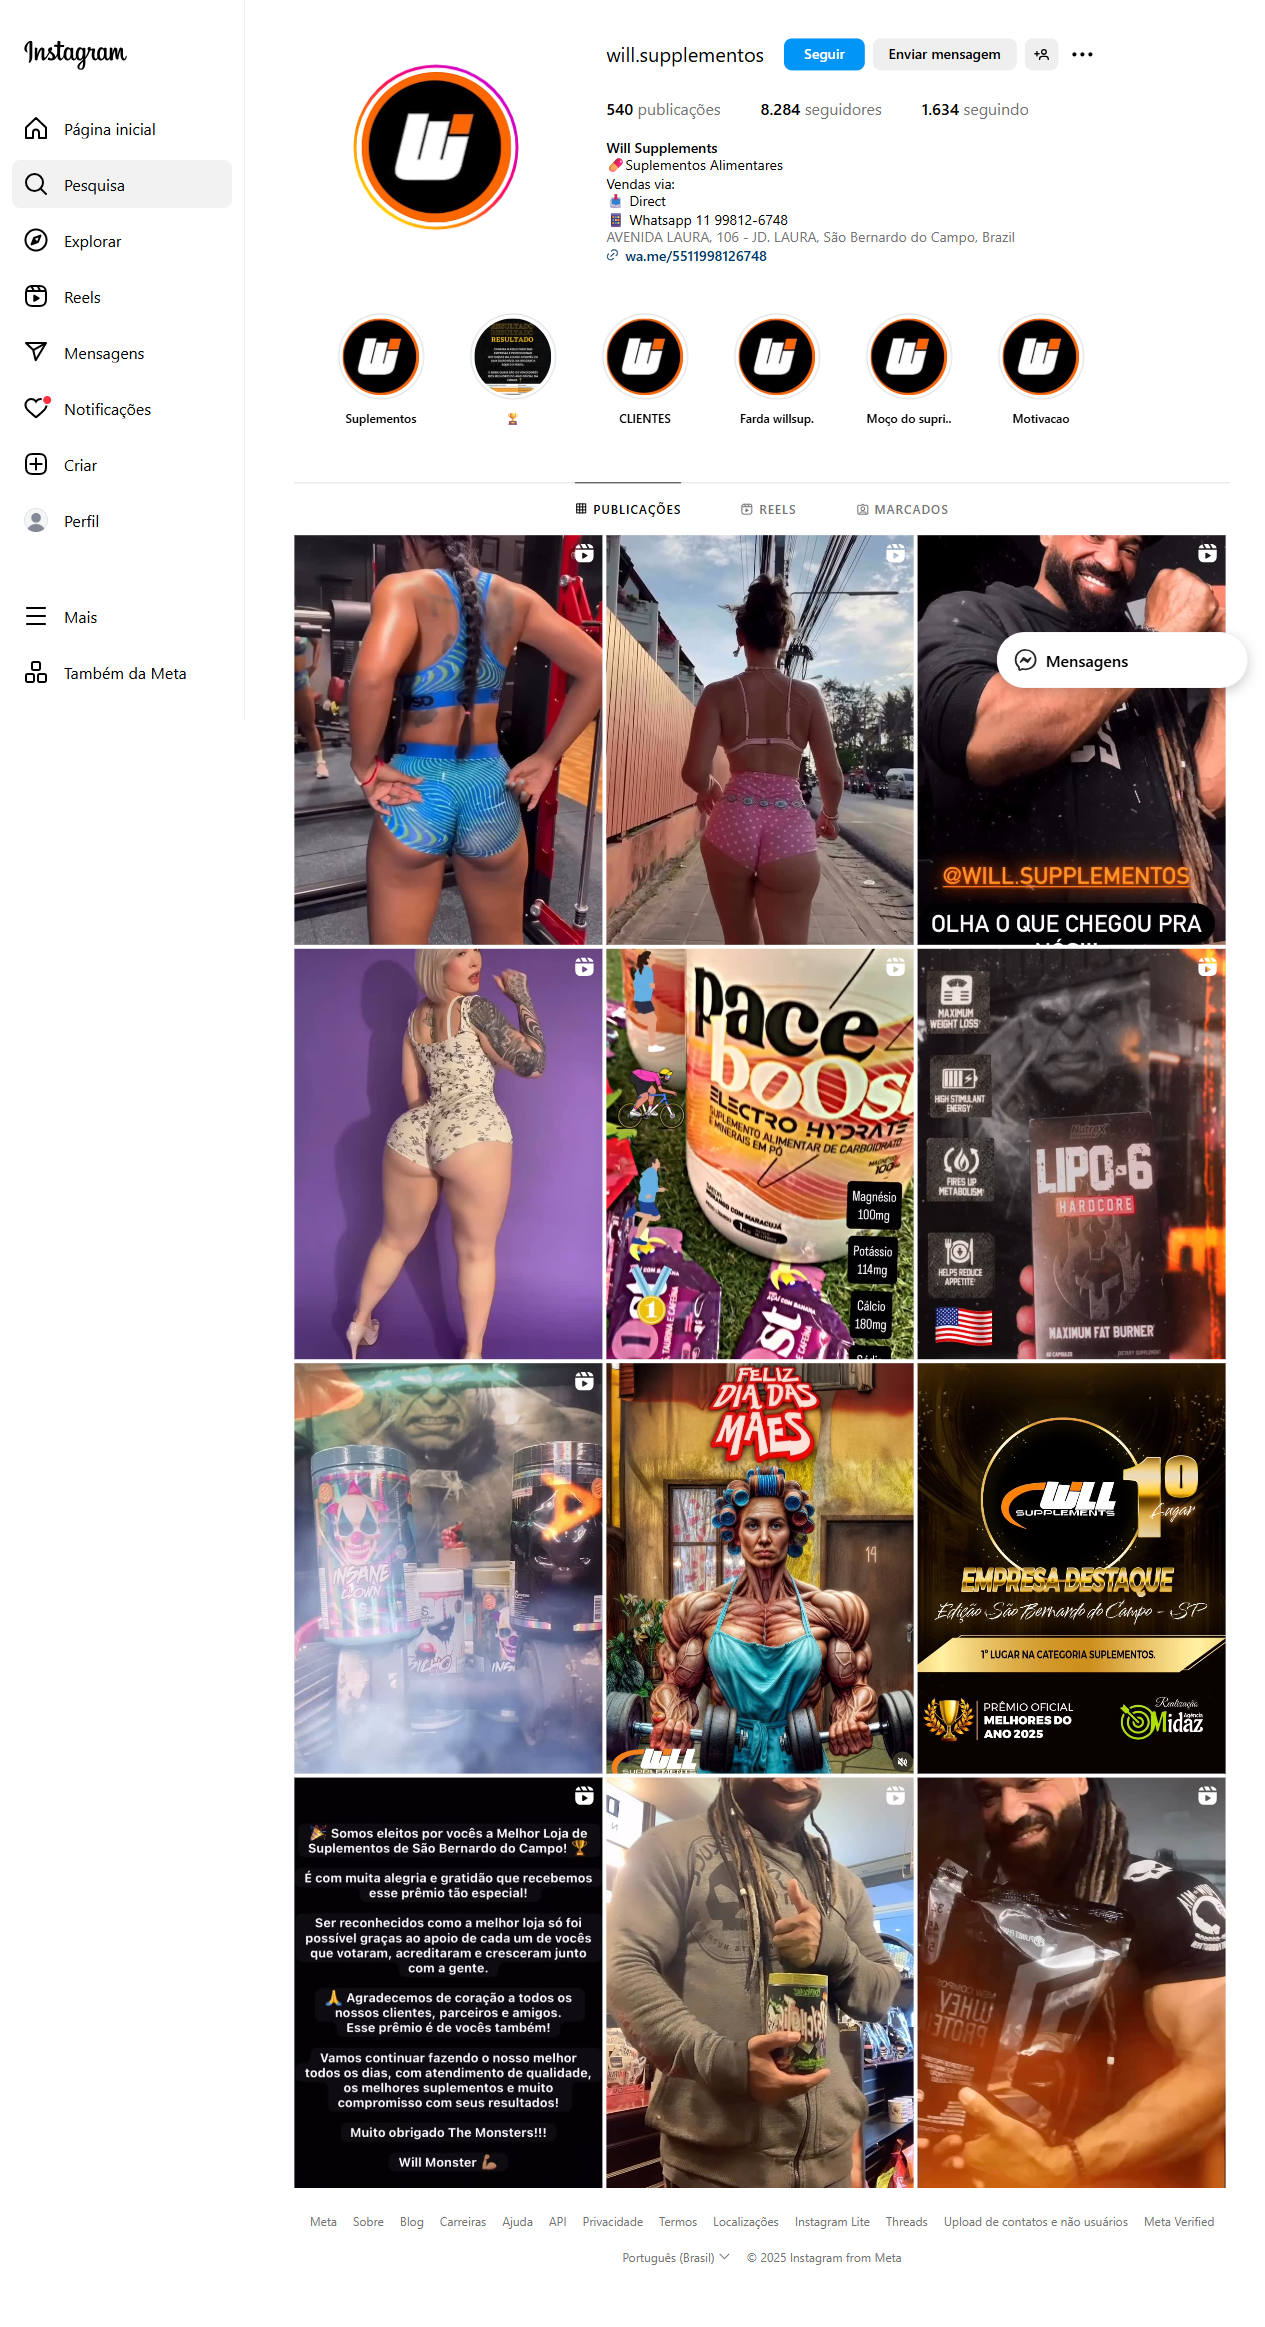 Instagram
Página inicial
Pesquisa
Explorar
Reels
Mensagens
Notificações
Criar
Perfil
Mais
Também da Meta
will.supplementos
Seguir
Enviar mensagem
540 publicações
8.284 seguidores
1.634 seguindo
Will Supplements
Suplementos Alimentares
Vendas via:
Direct
Whatsapp 11 99812-6748
AVENIDA LAURA, 106 - JD. LAURA, São Bernardo do Campo, Brazil
wa.me/5511998126748
RESULTADO
Suplementos
CLIENTES
Farda willsup.
Moço do supri..
Motivacao
PUBLICAÇÕES
REELS
MARCADOS
Mensagens
@WILL.SUPPLEMENTOS
OLHA O QUE CHEGOU PRA
pace
boost
ELECTRO HYDRATE
SUPLEMENTO ALIMENTAR DE CARBOIDRATO
E MINERAIS EM PÓ
Magnésio
100mg
Potássio
114mg
Cálcio
180mg
MAXIMUM
WEIGHT LOSS
HIGH STIMULANT
ENERGY
FIRES UP
METABOLISM
HELPS REDUCE
APPETITE
Nutrex
LIPO-6
HARDCORE
MAXIMUM FAT BURNER
INSANE
CLOWN
FELIZ
DIA DAS
MÃES
14
WILL
SUPPLEMENTS
WILL
SUPPLEMENTS
1º
Lugar
EMPRESA DESTAQUE
Edição São Bernardo do Campo - SP
1° LUGAR NA CATEGORIA SUPLEMENTOS.
PRÊMIO OFICIAL
MELHORES DO
ANO 2025
Realização
Agência
Midaz
Somos eleitos por vocês a Melhor Loja de
Suplementos de São Bernardo do Campo!
É com muita alegria e gratidão que recebemos
esse prêmio tão especial!
Ser reconhecidos como a melhor loja só foi
possível graças ao apoio de cada um de vocês
que votaram, acreditaram e cresceram junto
com a gente.
Agradecemos de coração a todos os
nossos clientes, parceiros e amigos.
Esse prêmio é de vocês também!
Vamos continuar fazendo o nosso melhor
todos os dias, com atendimento de qualidade,
os melhores suplementos e muito
compromisso com seus resultados!
Muito obrigado The Monsters!!!
Will Monster
Meta
Sobre
Blog
Carreiras
Ajuda
API
Privacidade
Termos
Localizações
Instagram Lite
Threads
Upload de contatos e não usuários
Meta Verified
Português (Brasil)
© 2025 Instagram from Meta